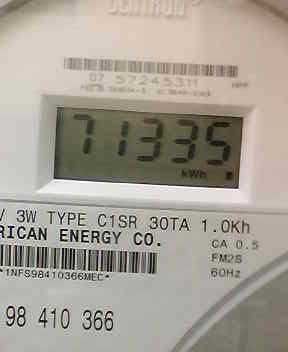 CENTRON
07 57245311
71335
kWh
V 3W TYPE C1SR 30TA 1.0Kh
RICAN ENERGY CO.
CA 0.5
FM2S
60Hz
*1NFS98410366MEC*
98 410 366